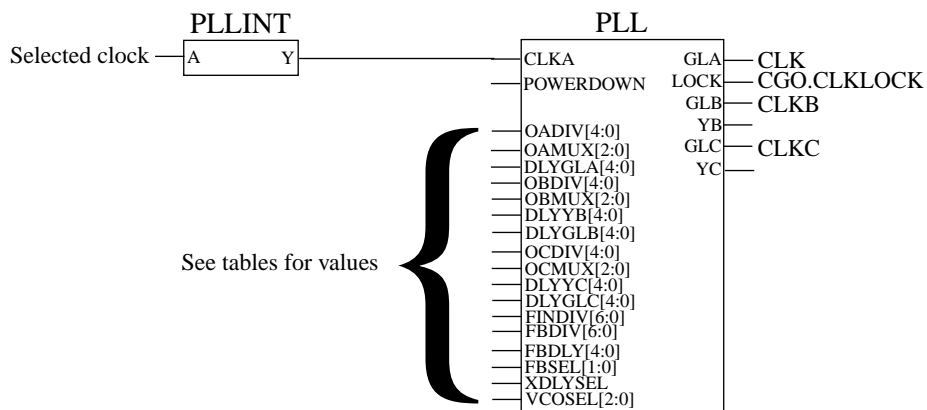 PLLINT
PLL
Selected clock
A
Y
CLKA
POWERDOWN
OADIV[4:0]
OAMUX[2:0]
DLYGLA[4:0]
OBDIV[4:0]
OBMUX[2:0]
DLYYB[4:0]
DLYGLB[4:0]
OCDIV[4:0]
OCMUX[2:0]
DLYYC[4:0]
DLYGLC[4:0]
FINDIV[6:0]
FBDIV[6:0]
FBDLY[4:0]
FBSEL[1:0]
XDLYSEL
VCOSEL[2:0]
See tables for values
GLA CLK
LOCK CGO.CLKLOCK
GLB CLKB
YB
GLC CLKC
YC